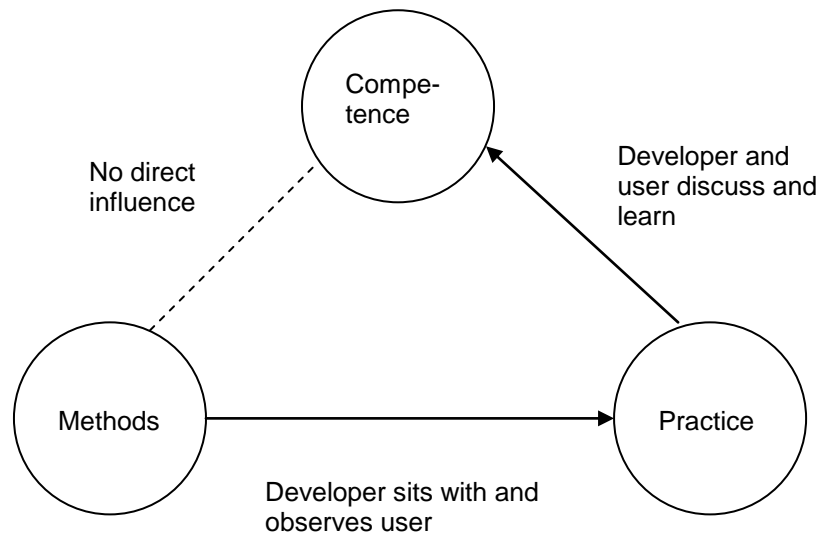 Compe-
tence
No direct
influence
Developer and
user discuss and
learn
Methods
Practice
Developer sits with and
observes user